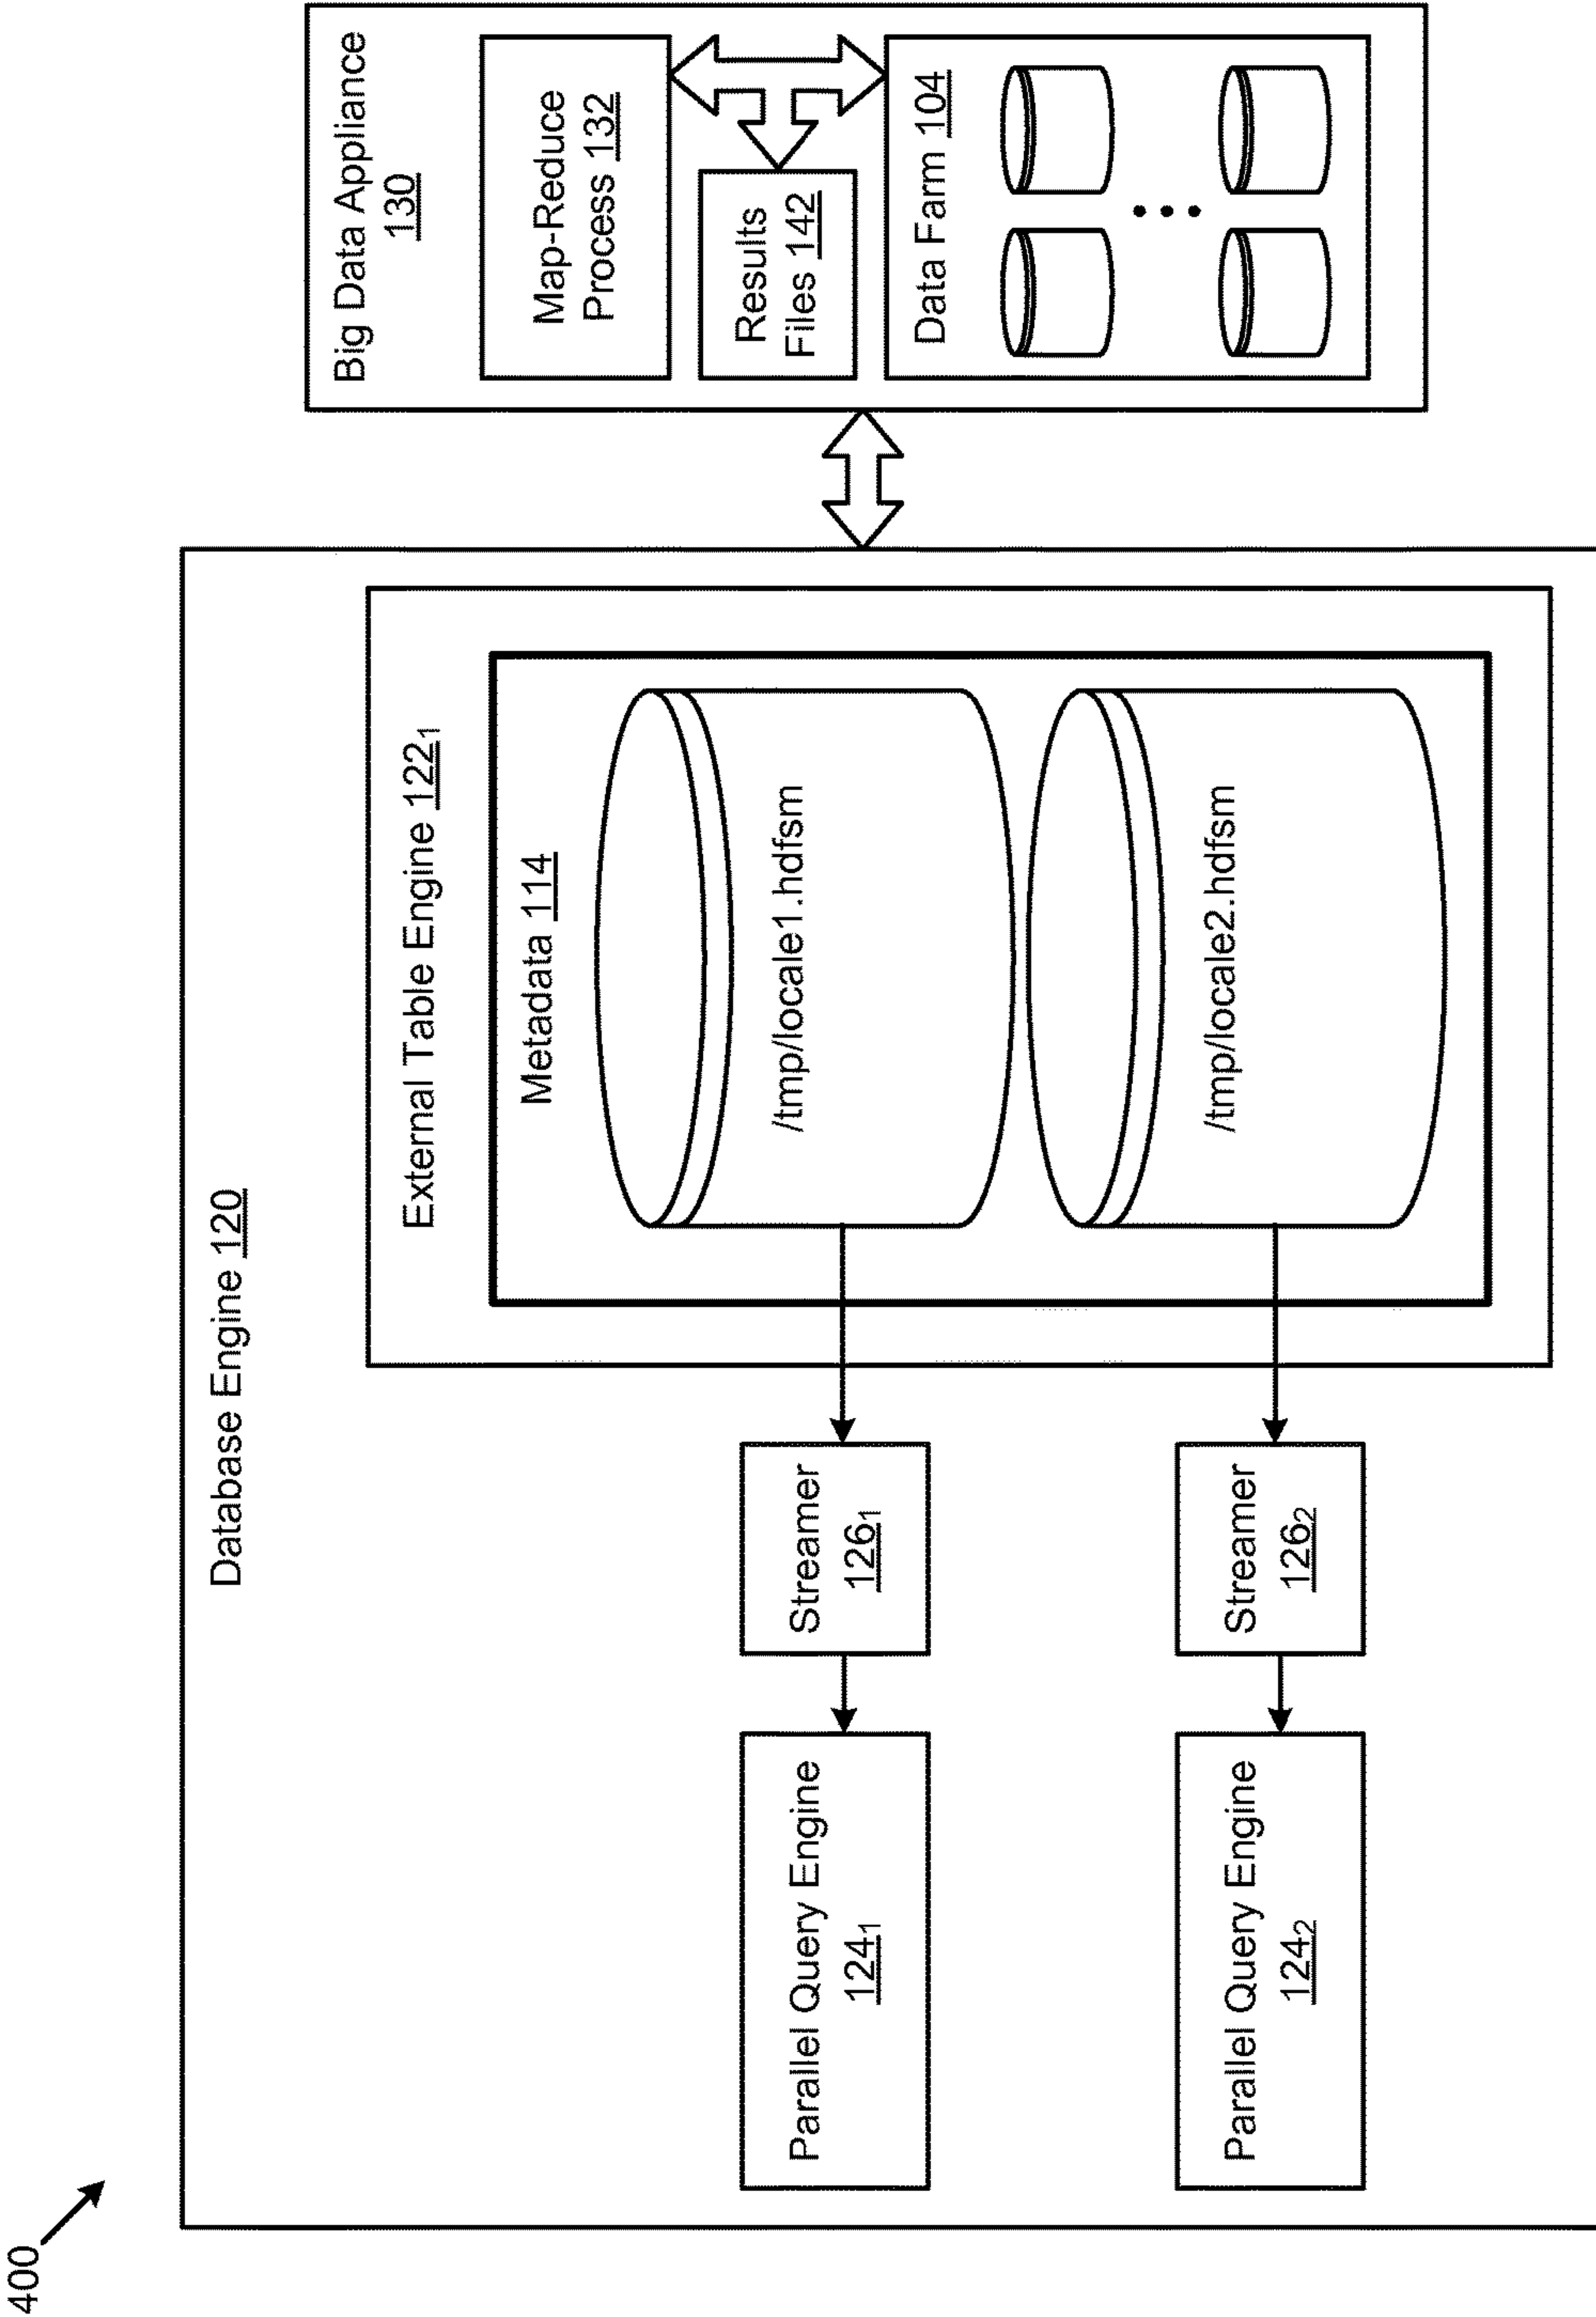 400
Database Engine 120
Parallel Query Engine
124₁
Streamer
126₁
External Table Engine 122₁
Metadata 114
/tmp/locale1.hdfsm
Parallel Query Engine
124₂
Streamer
126₂
/tmp/locale2.hdfsm
Big Data Appliance
130
Map-Reduce
Process 132
Results
Files 142
Data Farm 104